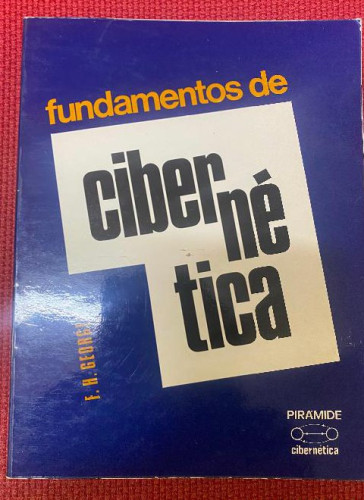 fundamentos de
ciber
né
tica
F. H. GEORGE
PIRAMIDE
cibernética